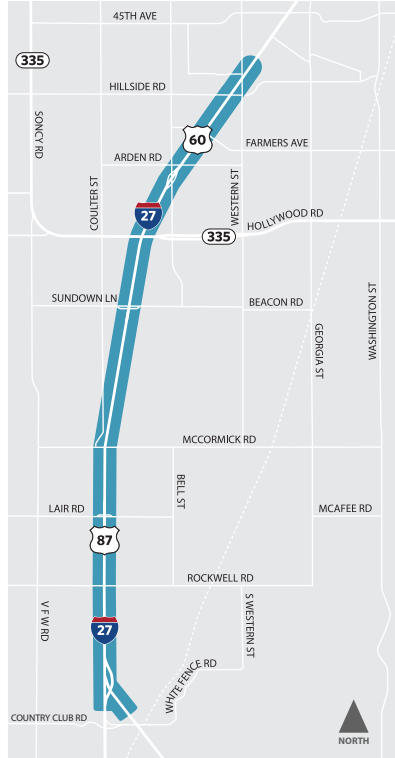 45TH AVE
335
HILLSIDE RD
SONCY RD
60
FARMERS AVE
ARDEN RD
COULTER ST
WESTERN ST
27
HOLLYWOOD RD
335
SUNDOWN LN
BEACON RD
GEORGIA ST
WASHINGTON ST
MCCORMICK RD
BELL ST
LAIR RD
MCAFEE RD
87
ROCKWELL RD
V F W RD
27
S WESTERN ST
WHITE FENCE RD
COUNTRY CLUB RD
NORTH